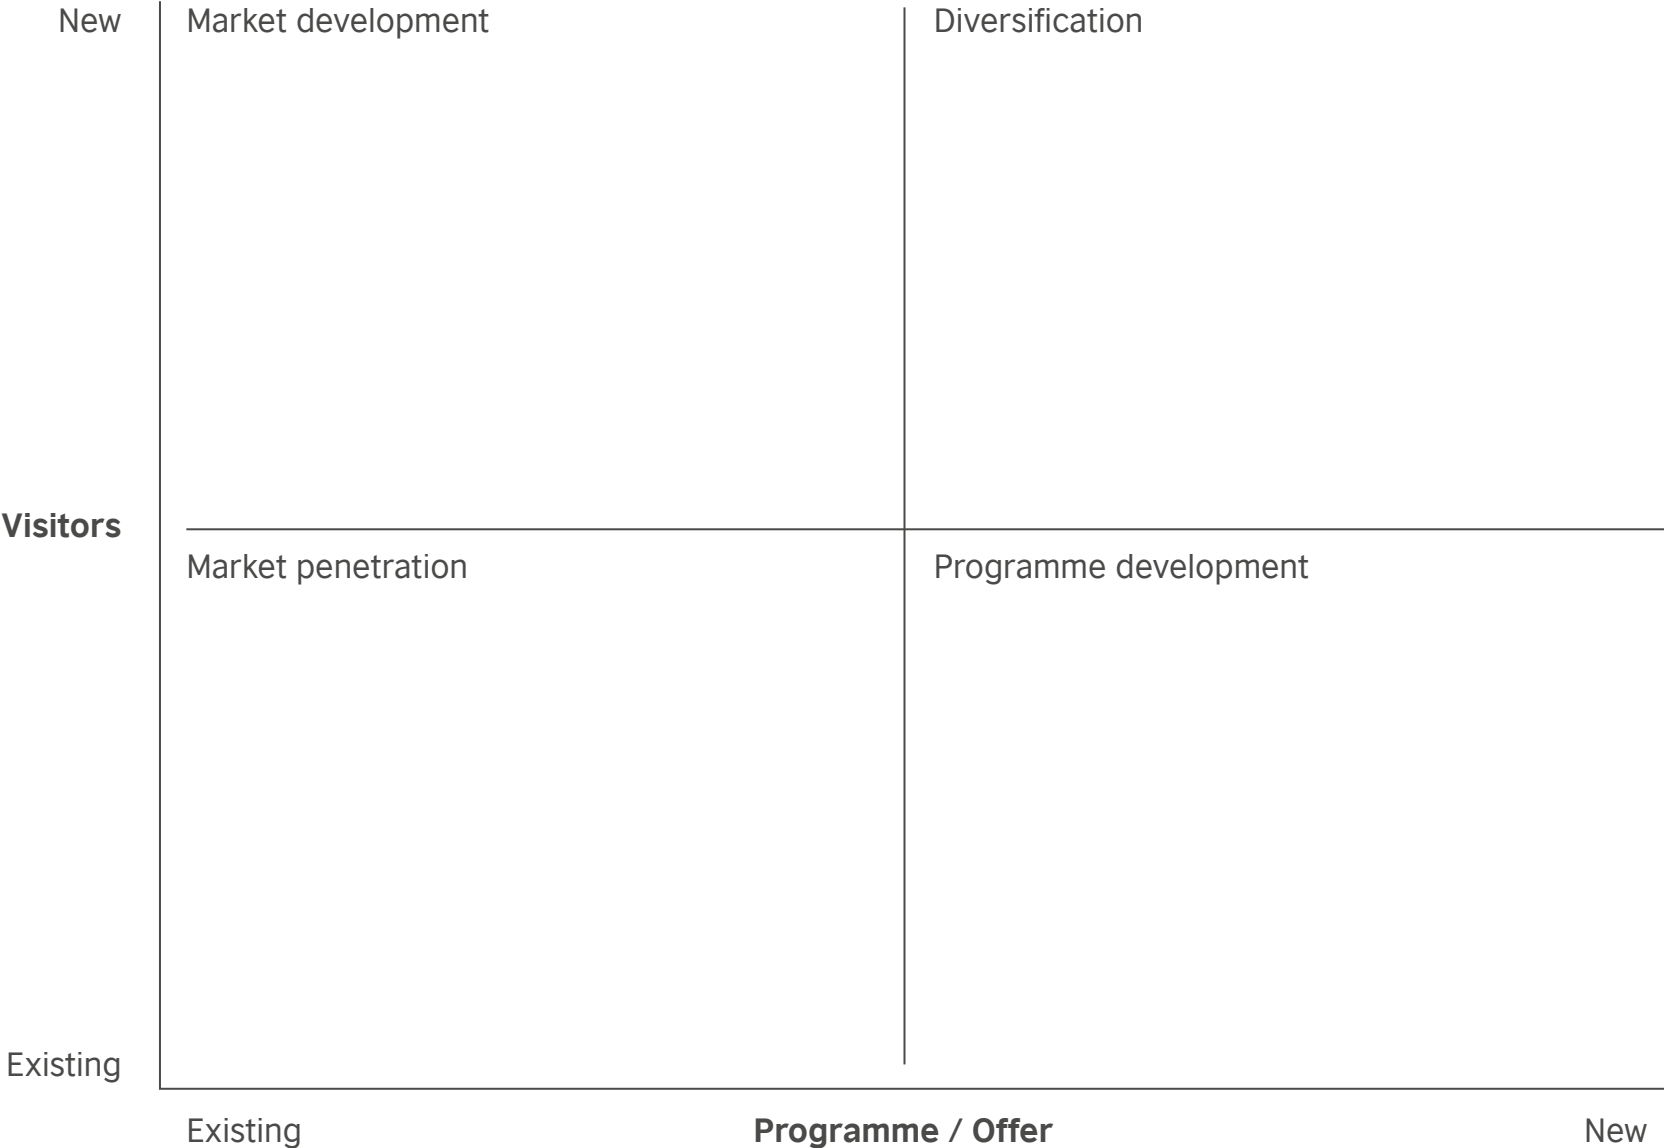 New
Market development
Diversification
Visitors
Market penetration
Programme development
Existing
Existing
Programme / Offer
New